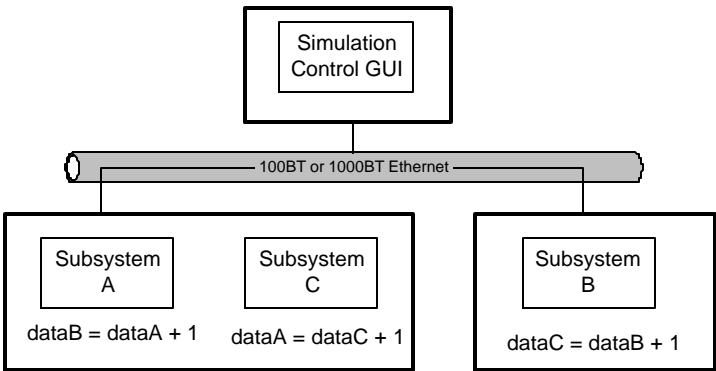 Simulation
Control GUI
100BT or 1000BT Ethernet
Subsystem
A
Subsystem
C
Subsystem
B
dataB = dataA + 1
dataA = dataC + 1
dataC = dataB + 1